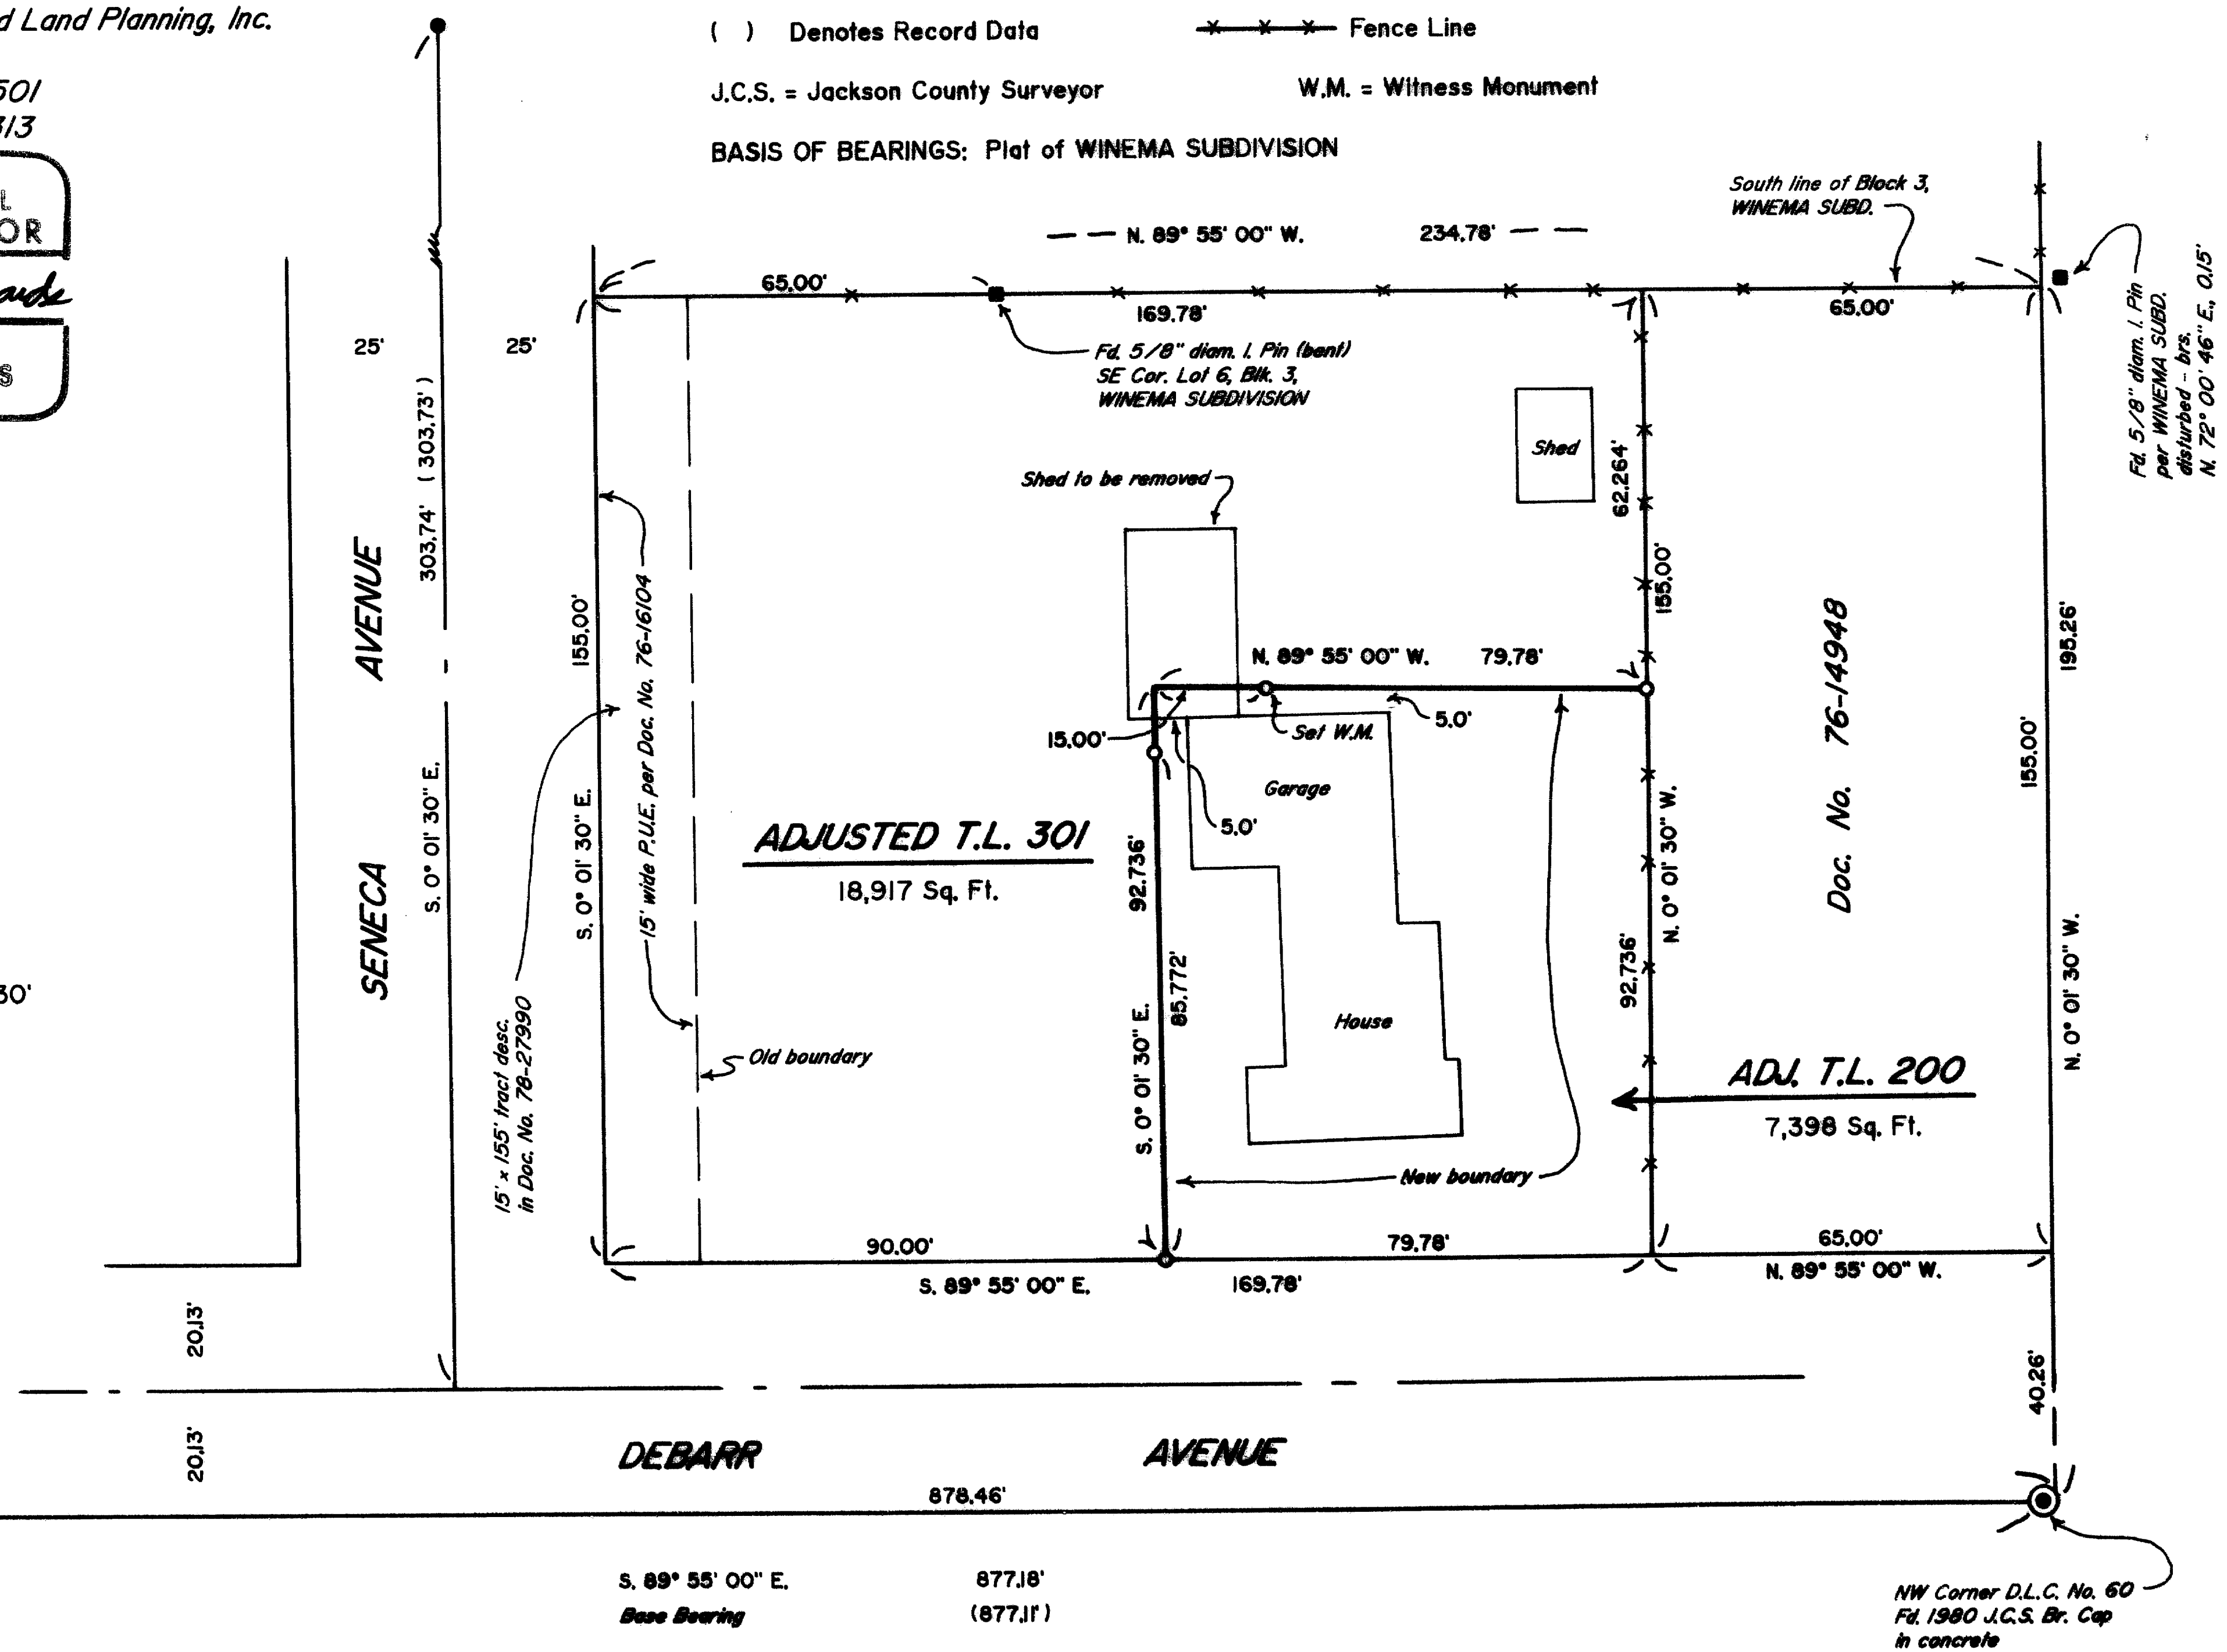 d Land Planning, Inc.
501
313
L
OR
S
( ) Denotes Record Data
Fence Line
J.C.S. = Jackson County Surveyor
W.M. = Witness Monument
BASIS OF BEARINGS: Plat of WINEMA SUBDIVISION
South line of Block 3,
WINEMA SUBD.
N. 89° 55' 00" W. 234.78'
65.00'
169.78'
65.00'
Fd. 5/8" diam. I. Pin
per WINEMA SUBD.
disturbed - brs.
N. 72° 00' 46" E., 0.15'
25'
25'
Fd. 5/8" diam. I. Pin (bent)
SE Cor. Lot 6, Blk. 3,
WINEMA SUBDIVISION
303.74' (303.73')
Shed
62.264'
Shed to be removed
SENECA AVENUE
S. 0° 01' 30" E.
155.00'
S. 0° 01' 30" E.
15' wide P.U.E. per Doc. No. 76-16104
15' x 155' tract desc.
in Doc. No. 78-27990
N. 89° 55' 00" W. 79.78'
155.00'
N. 0° 01' 30" W.
Doc. No. 76-14948
195.26'
155.00'
N. 0° 01' 30" W.
15.00'
Set W.M.
5.0'
Garage
5.0'
ADJUSTED T.L. 301
18,917 Sq. Ft.
92.736'
85.772'
S. 0° 01' 30" E.
92.736'
House
30'
Old boundary
ADJ. T.L. 200
7,398 Sq. Ft.
New boundary
90.00'
79.78'
65.00'
S. 89° 55' 00" E. 169.78'
N. 89° 55' 00" W.
20.13'
20.13'
40.26'
DEBARR AVENUE
878.46'
S. 89° 55' 00" E. 877.18'
Base Bearing (877.11')
NW Corner D.L.C. No. 60
Fd. 1980 J.C.S. Br. Cap
in concrete